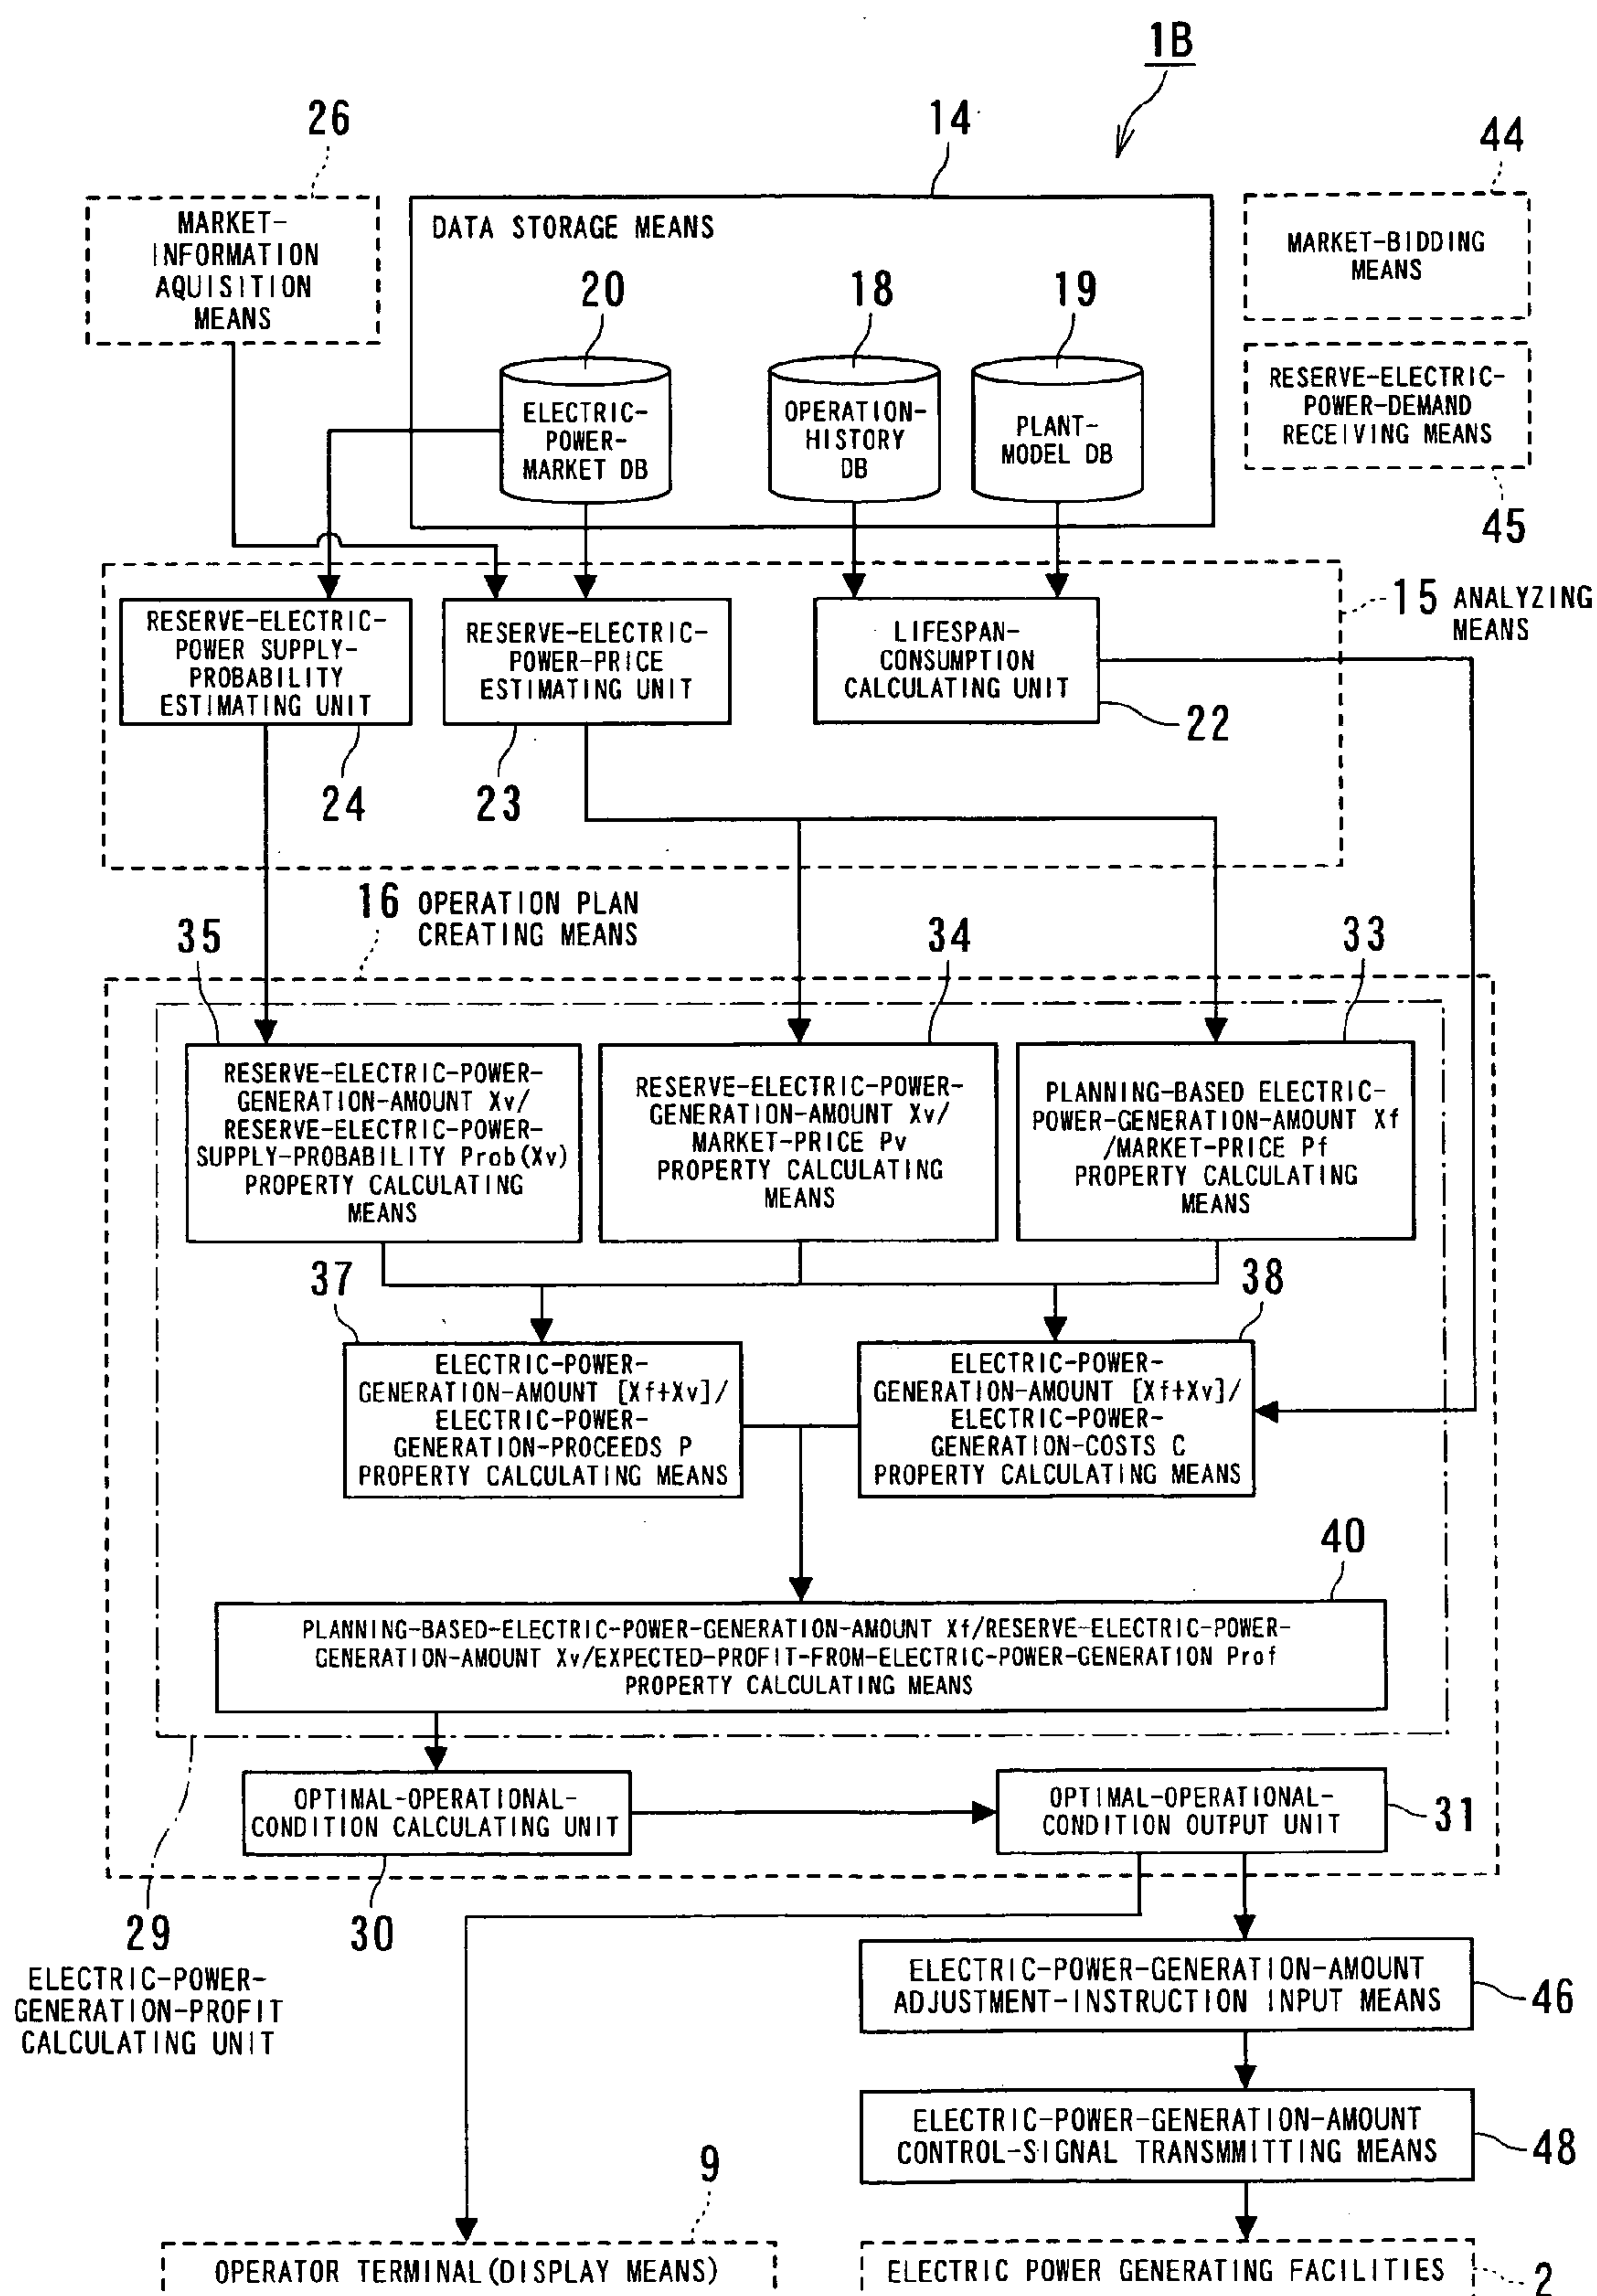 1B
26
14
44
MARKET-
INFORMATION
AQUISITION
MEANS
DATA STORAGE MEANS
MARKET-BIDDING
MEANS
20
18
19
ELECTRIC-
POWER-
MARKET DB
OPERATION-
HISTORY
DB
PLANT-
MODEL DB
RESERVE-ELECTRIC-
POWER-DEMAND
RECEIVING MEANS
45
15 ANALYZING
MEANS
RESERVE-ELECTRIC-
POWER SUPPLY-
PROBABILITY
ESTIMATING UNIT
RESERVE-ELECTRIC-
POWER-PRICE
ESTIMATING UNIT
LIFESPAN-
CONSUMPTION
CALCULATING UNIT
22
24
23
16 OPERATION PLAN
CREATING MEANS
35
34
33
RESERVE-ELECTRIC-POWER-
GENERATION-AMOUNT Xv/
RESERVE-ELECTRIC-POWER-
SUPPLY-PROBABILITY Prob(Xv)
PROPERTY CALCULATING
MEANS
RESERVE-ELECTRIC-POWER-
GENERATION-AMOUNT Xv/
MARKET-PRICE Pv
PROPERTY CALCULATING
MEANS
PLANNING-BASED ELECTRIC-
POWER-GENERATION-AMOUNT Xf
/MARKET-PRICE Pf
PROPERTY CALCULATING
MEANS
37
38
ELECTRIC-POWER-
GENERATION-AMOUNT [Xf+Xv]/
ELECTRIC-POWER-
GENERATION-PROCEEDS P
PROPERTY CALCULATING MEANS
ELECTRIC-POWER-
GENERATION-AMOUNT [Xf+Xv]/
ELECTRIC-POWER-
GENERATION-COSTS C
PROPERTY CALCULATING MEANS
40
PLANNING-BASED-ELECTRIC-POWER-GENERATION-AMOUNT Xf/RESERVE-ELECTRIC-POWER-
GENERATION-AMOUNT Xv/EXPECTED-PROFIT-FROM-ELECTRIC-POWER-GENERATION Prof
PROPERTY CALCULATING MEANS
OPTIMAL-OPERATIONAL-
CONDITION CALCULATING UNIT
OPTIMAL-OPERATIONAL-
CONDITION OUTPUT UNIT
31
29
30
ELECTRIC-POWER-
GENERATION-PROFIT
CALCULATING UNIT
ELECTRIC-POWER-GENERATION-AMOUNT
ADJUSTMENT-INSTRUCTION INPUT MEANS
46
ELECTRIC-POWER-GENERATION-AMOUNT
CONTROL-SIGNAL TRANSMMITTING MEANS
48
9
OPERATOR TERMINAL(DISPLAY MEANS)
ELECTRIC POWER GENERATING FACILITIES
2